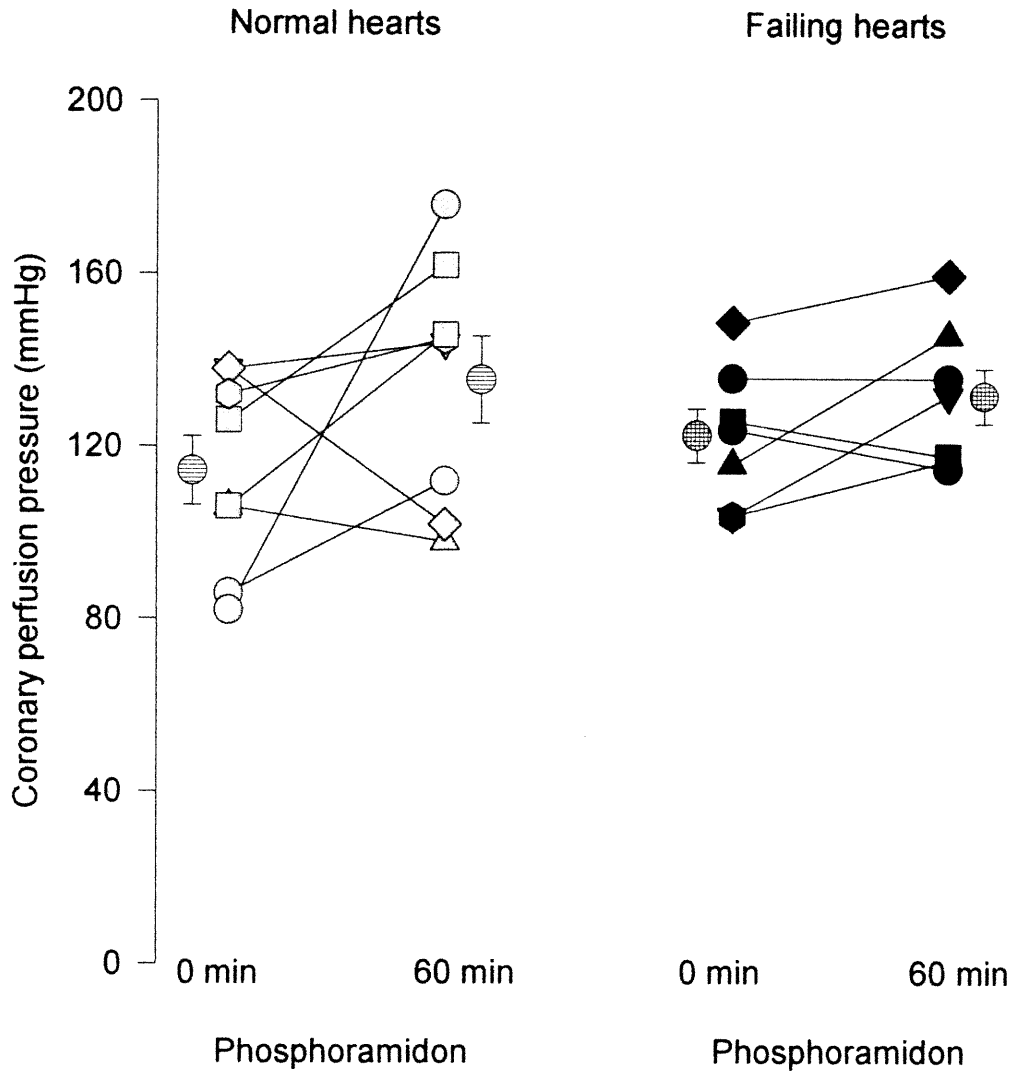 Normal hearts
Failing hearts
Coronary perfusion pressure (mmHg)
200
160
120
80
40
0
0 min
60 min
0 min
60 min
Phosphoramidon
Phosphoramidon